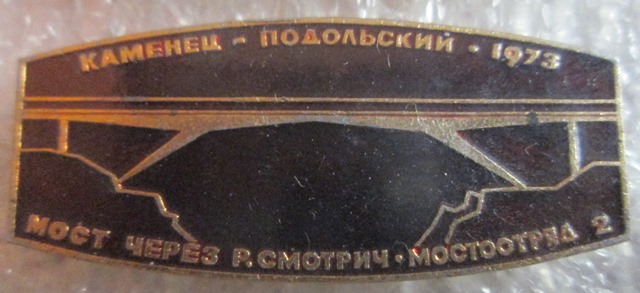 КАМЕНЕЦ - ПОДОЛЬСКИЙ · 1973
МОСТ ЧЕРЕЗ Р. СМОТРИЧ · МОСТООТРЯД 2